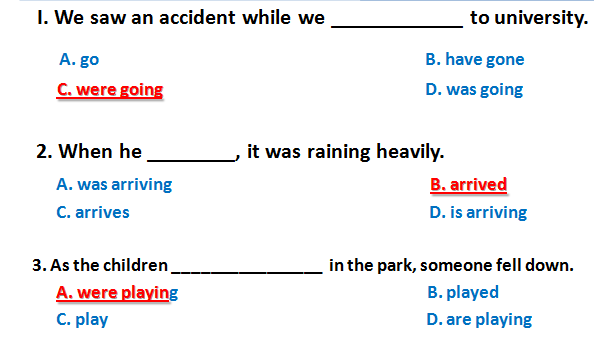 I. We saw an accident while we ____________ to university.
A. go B. have gone
C. were going D. was going
2. When he ________, it was raining heavily.
A. was arriving B. arrived
C. arrives D. is arriving
3. As the children _______________ in the park, someone fell down.
A. were playing B. played
C. play D. are playing